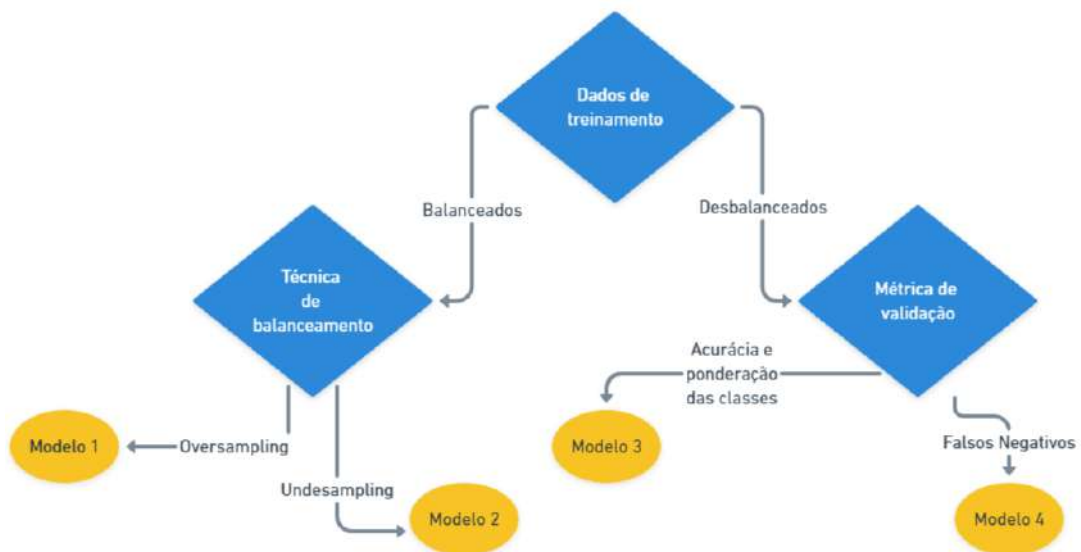 Dados de
treinamento
Balanceados
Desbalanceados
Técnica
de
balanceamento
Métrica de
validação
Acurácia e
ponderação
das classes
Modelo 1
Oversampling
Modelo 3
Falsos Negativos
Undesampling
Modelo 2
Modelo 4